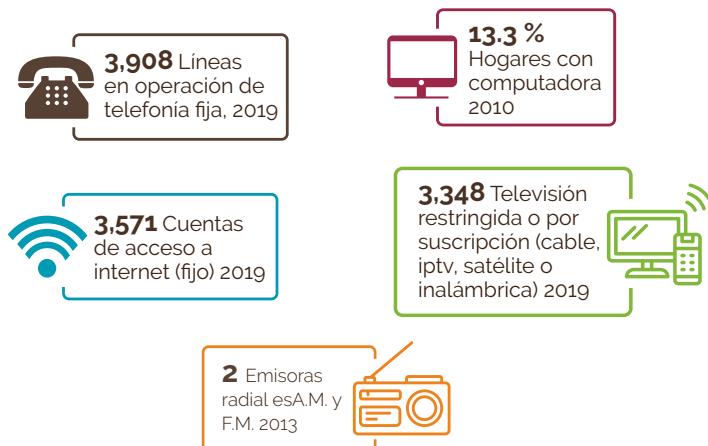 3,908 Líneas
en operación de
telefonía fija, 2019
13.3 %
Hogares con
computadora
2010
3,571 Cuentas
de acceso a
internet (fijo) 2019
3,348 Televisión
restringida o por
suscripción (cable,
iptv, satélite o
inalámbrica) 2019
2 Emisoras
radial esA.M. y
F.M. 2013